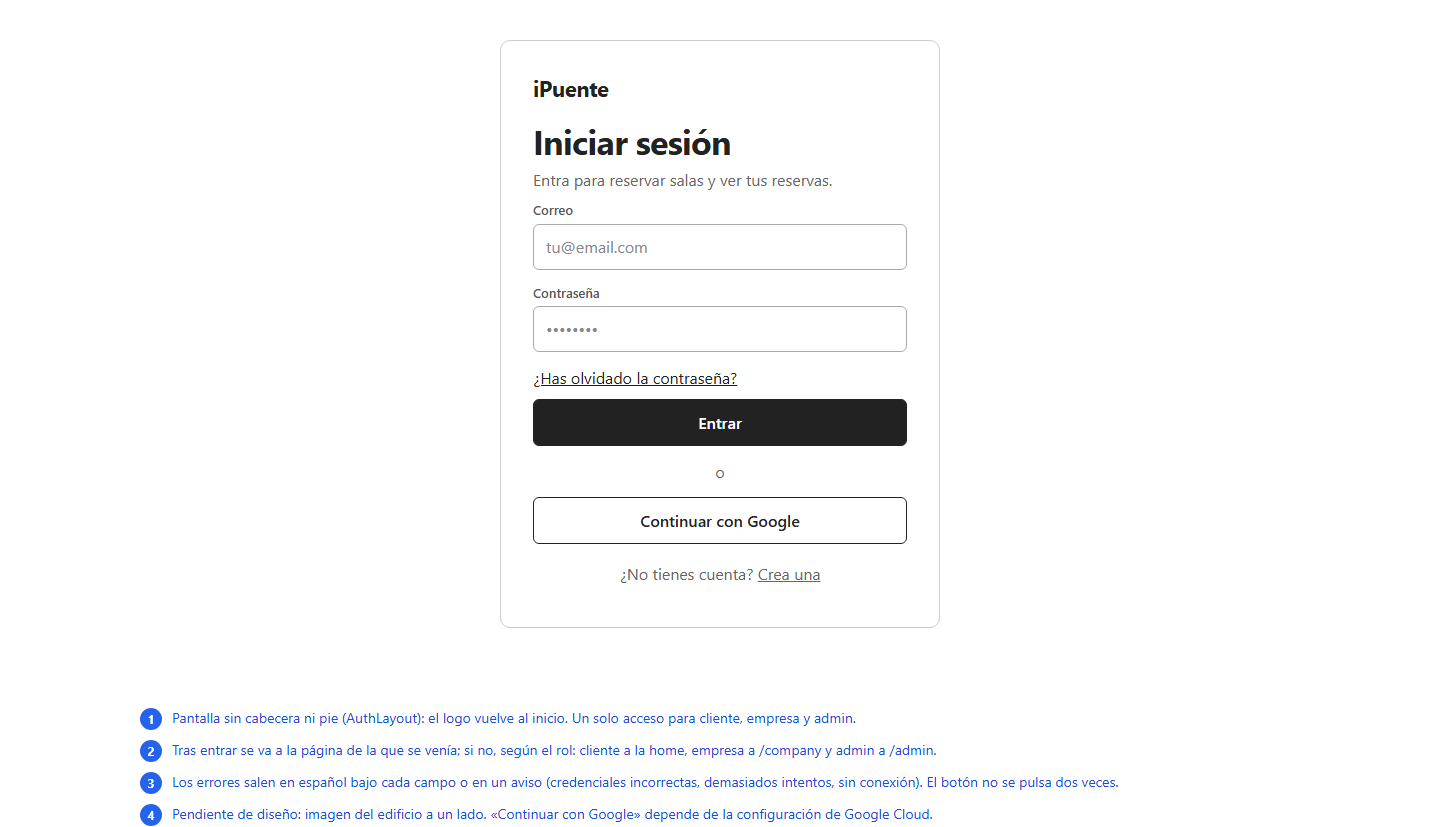 iPuente
Iniciar sesión
Entra para reservar salas y ver tus reservas.
Correo
tu@email.com
Contraseña
••••••••
¿Has olvidado la contraseña?
Entrar
o
Continuar con Google
¿No tienes cuenta? Crea una
1 Pantalla sin cabecera ni pie (AuthLayout): el logo vuelve al inicio. Un solo acceso para cliente, empresa y admin.
2 Tras entrar se va a la página de la que se venía; si no, según el rol: cliente a la home, empresa a /company y admin a /admin.
3 Los errores salen en español bajo cada campo o en un aviso (credenciales incorrectas, demasiados intentos, sin conexión). El botón no se pulsa dos veces.
4 Pendiente de diseño: imagen del edificio a un lado. «Continuar con Google» depende de la configuración de Google Cloud.